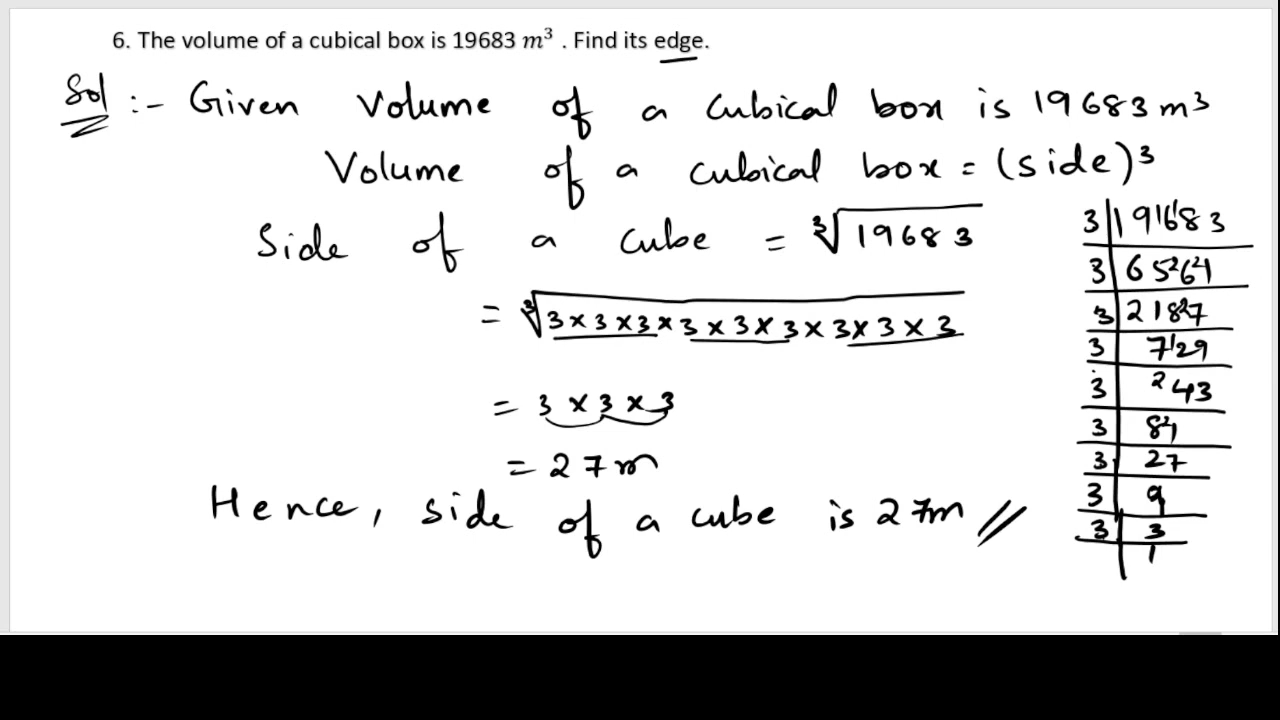 6. The volume of a cubical box is 19683 m³ . Find its edge.
Sol :- Given Volume of a cubical box is 19683 m³
Volume of a cubical box = (side)³
Side of a cube = ∛19683
= ∛3×3×3×3×3×3×3×3×3
= 3 × 3 × 3
= 27m
Hence, side of a cube is 27m //
3 | 19683
3 | 6561
3 | 2187
3 | 729
3 | 243
3 | 81
3 | 27
3 | 9
3 | 3
| 1